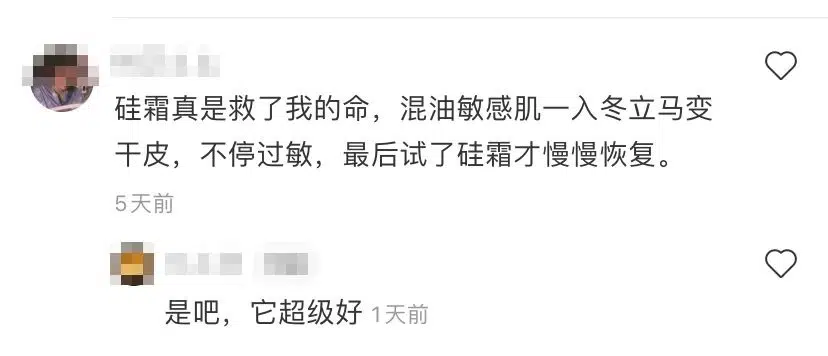 硅霜真是救了我的命，混油敏感肌一入冬立马变
干皮，不停过敏，最后试了硅霜才慢慢恢复。
5天前
是吧，它超级好 1天前